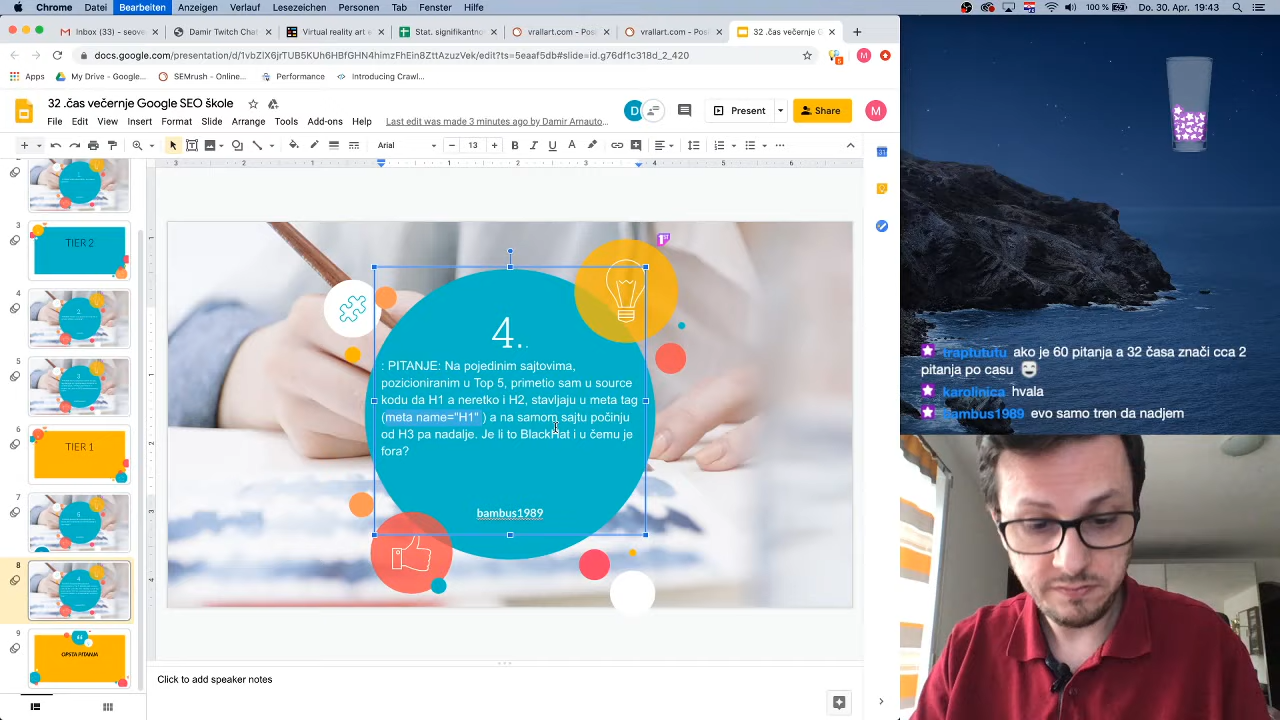 Chrome Datei Bearbeiten Anzeigen Verlauf Lesezeichen Personen Tab Fenster Hilfe
100 % Do. 30. Apr. 19:43
Inbox (33) - seove
Damir Twitch Chat
Virtual reality art e
Stat. signifikantno
vrallart.com - Pos
vrallart.com - Pos
32 .čas večernje G
docs.google.com/presentation/d/1vbZlX6irTUB5KUh6HBfGHN4himzFhEin8ZttAzuzVek/edit?ts=5eaaf5db#slide=id.g76df1c318d_2_420
Apps
My Drive - Google...
SEMrush - Online...
Performance
Introducing Crawl...
32 .čas večernje Google SEO škole
File Edit View Insert Format Slide Arrange Tools Add-ons Help
Last edit was made 3 minutes ago by Damir Arnauto...
Present
Share
Arial
13
TIER 2
TIER 1
OPSTA PITANJA
4..
: PITANJE: Na pojedinim sajtovima,
pozicioniranim u Top 5, primetio sam u source
kodu da H1 a neretko i H2, stavljaju u meta tag
(meta name="H1" ) a na samom sajtu počinju
od H3 pa nadalje. Je li to BlackHat i u čemu je
fora?
bambus1989
Click to add speaker notes
traptututu ako je 60 pitanja a 32 časa znači cca 2
pitanja po casu
karolinica hvala
Bambus1989 evo samo tren da nadjem